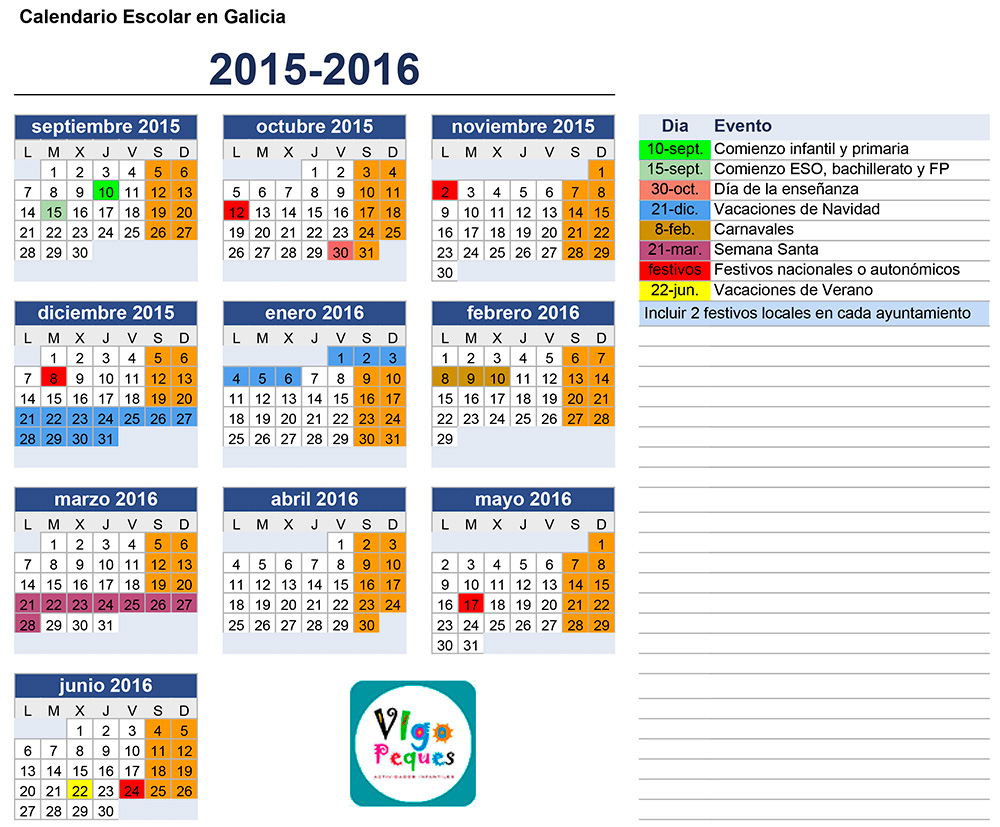 Calendario Escolar en Galicia
2015-2016
septiembre 2015
L M X J V S D
1 2 3 4 5 6
7 8 9 10 11 12 13
14 15 16 17 18 19 20
21 22 23 24 25 26 27
28 29 30
octubre 2015
L M X J V S D
1 2 3 4
5 6 7 8 9 10 11
12 13 14 15 16 17 18
19 20 21 22 23 24 25
26 27 28 29 30 31
noviembre 2015
L M X J V S D
1
2 3 4 5 6 7 8
9 10 11 12 13 14 15
16 17 18 19 20 21 22
23 24 25 26 27 28 29
30
diciembre 2015
L M X J V S D
1 2 3 4 5 6
7 8 9 10 11 12 13
14 15 16 17 18 19 20
21 22 23 24 25 26 27
28 29 30 31
enero 2016
L M X J V S D
1 2 3
4 5 6 7 8 9 10
11 12 13 14 15 16 17
18 19 20 21 22 23 24
25 26 27 28 29 30 31
febrero 2016
L M X J V S D
1 2 3 4 5 6 7
8 9 10 11 12 13 14
15 16 17 18 19 20 21
22 23 24 25 26 27 28
29
marzo 2016
L M X J V S D
1 2 3 4 5 6
7 8 9 10 11 12 13
14 15 16 17 18 19 20
21 22 23 24 25 26 27
28 29 30 31
abril 2016
L M X J V S D
1 2 3
4 5 6 7 8 9 10
11 12 13 14 15 16 17
18 19 20 21 22 23 24
25 26 27 28 29 30
mayo 2016
L M X J V S D
1
2 3 4 5 6 7 8
9 10 11 12 13 14 15
16 17 18 19 20 21 22
23 24 25 26 27 28 29
30 31
junio 2016
L M X J V S D
1 2 3 4 5
6 7 8 9 10 11 12
13 14 15 16 17 18 19
20 21 22 23 24 25 26
27 28 29 30
VIgo
Peques
ACTIVIDADES INFANTILES
Dia Evento
10-sept. Comienzo infantil y primaria
15-sept. Comienzo ESO, bachillerato y FP
30-oct. Día de la enseñanza
21-dic. Vacaciones de Navidad
8-feb. Carnavales
21-mar. Semana Santa
festivos Festivos nacionales o autonómicos
22-jun. Vacaciones de Verano
Incluir 2 festivos locales en cada ayuntamiento